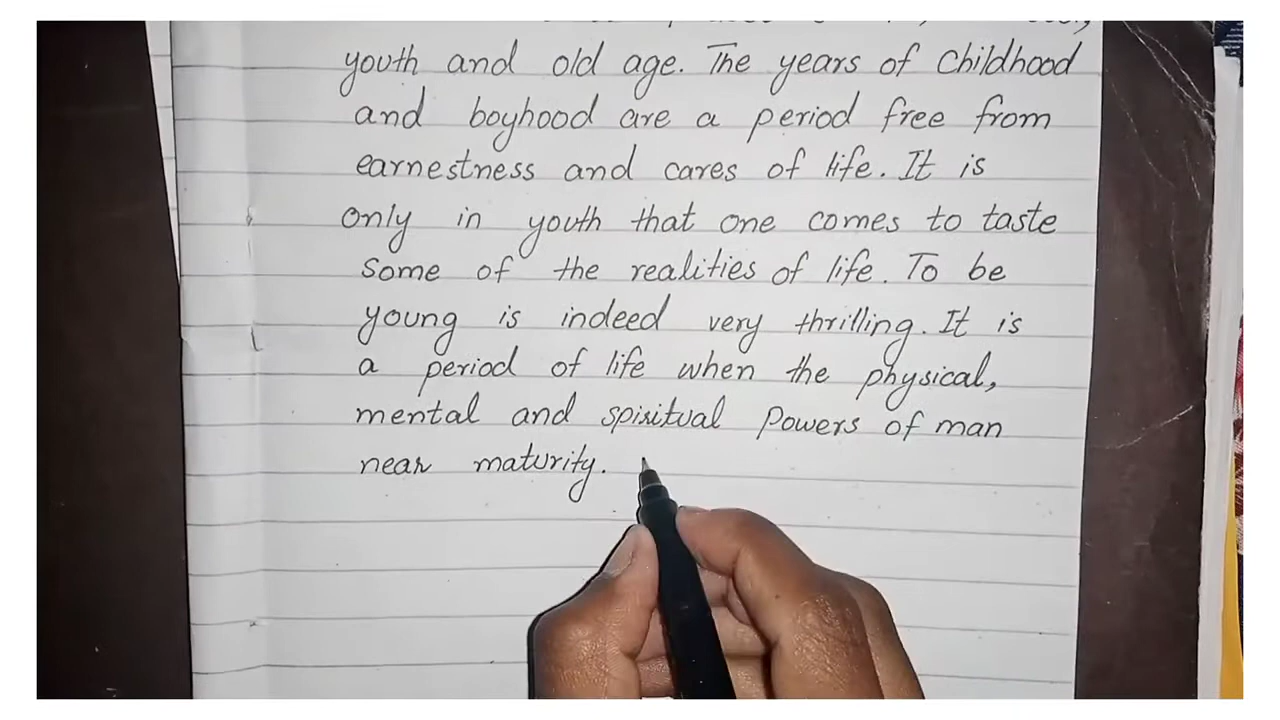 youth and old age. The years of Childhood
and boyhood are a period free from
earnestness and cares of life. It is
only in youth that one comes to taste
Some of the realities of life. To be
young is indeed very thrilling. It is
a period of life when the physical,
mental and spiritual Powers of man
near maturity.